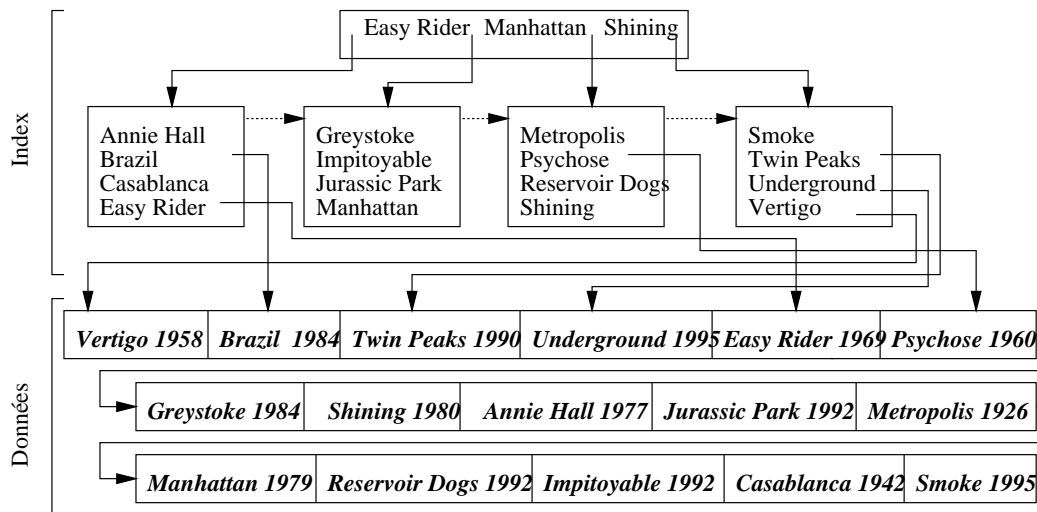 Easy Rider Manhattan Shining
Index
Annie Hall
Brazil
Casablanca
Easy Rider
Greystoke
Impitoyable
Jurassic Park
Manhattan
Metropolis
Psychose
Reservoir Dogs
Shining
Smoke
Twin Peaks
Underground
Vertigo
Données
Vertigo 1958 Brazil 1984 Twin Peaks 1990 Underground 1995 Easy Rider 1969 Psychose 1960
Greystoke 1984 Shining 1980 Annie Hall 1977 Jurassic Park 1992 Metropolis 1926
Manhattan 1979 Reservoir Dogs 1992 Impitoyable 1992 Casablanca 1942 Smoke 1995